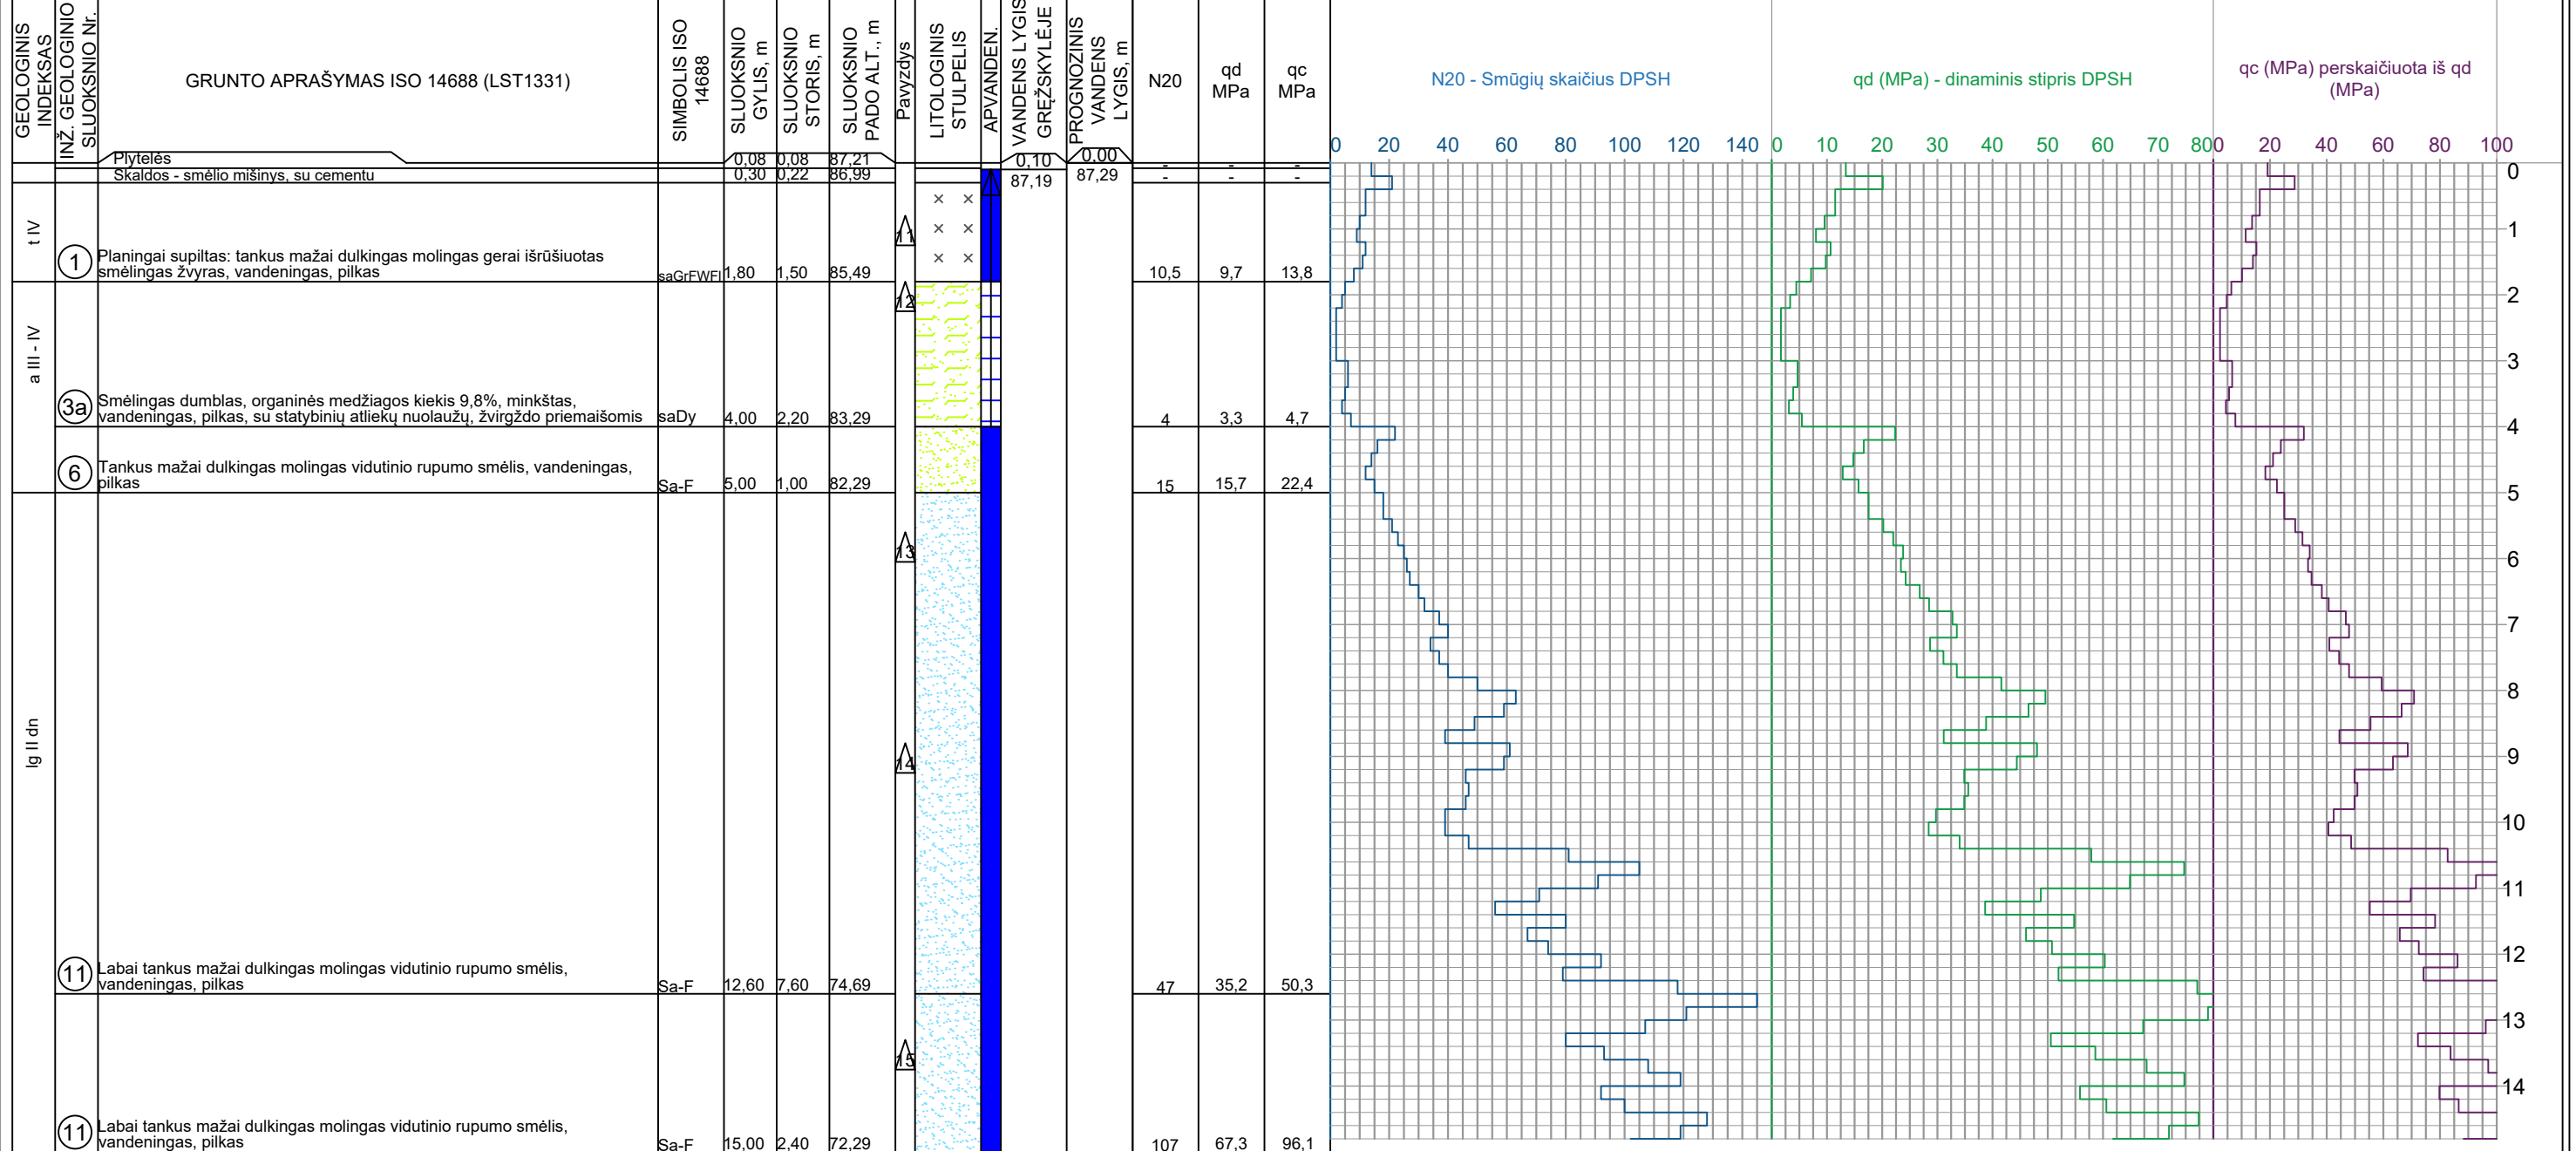 GEOLOGINIS
INDEKSAS
INŽ. GEOLOGINIO
SLUOKSNIO Nr.
GRUNTO APRAŠYMAS ISO 14688 (LST1331)
SIMBOLIS ISO
14688
SLUOKSNIO
GYLIS, m
SLUOKSNIO
STORIS, m
SLUOKSNIO
PADO ALT., m
Pavyzdys
LITOLOGINIS
STULPELIS
APVANDEN.
VANDENS LYGIS
GRĘŽSKYLĖJE
PROGNOZINIS
VANDENS
LYGIS, m
N20
qd
MPa
qc
MPa
N20 - Smūgių skaičius DPSH
qd (MPa) - dinaminis stipris DPSH
qc (MPa) perskaičiuota iš qd
(MPa)
0 20 40 60 80 100 120 140
0 10 20 30 40 50 60 70 80
0 20 40 60 80 100
Plytelės 0,08 0,08 87,21 0,10 0,00 - - -
Skaldos - smėlio mišinys, su cementu 0,30 0,22 86,99 87,19 87,29 - - -
t IV
11
1 Planingai supiltas: tankus mažai dulkingas molingas gerai išrūšiuotas
smėlingas žvyras, vandeningas, pilkas saGrFWFI 1,80 1,50 85,49 10,5 9,7 13,8
12
a III - IV
3a Smėlingas dumblas, organinės medžiagos kiekis 9,8%, minkštas,
vandeningas, pilkas, su statybinių atliekų nuolaužų, žvirgždo priemaišomis saDy 4,00 2,20 83,29 4 3,3 4,7
6 Tankus mažai dulkingas molingas vidutinio rupumo smėlis, vandeningas,
pilkas Sa-F 5,00 1,00 82,29 15 15,7 22,4
13
lg II dn
14
11 Labai tankus mažai dulkingas molingas vidutinio rupumo smėlis,
vandeningas, pilkas Sa-F 12,60 7,60 74,69 47 35,2 50,3
15
11 Labai tankus mažai dulkingas molingas vidutinio rupumo smėlis,
vandeningas, pilkas Sa-F 15,00 2,40 72,29 107 67,3 96,1
0
1
2
3
4
5
6
7
8
9
10
11
12
13
14